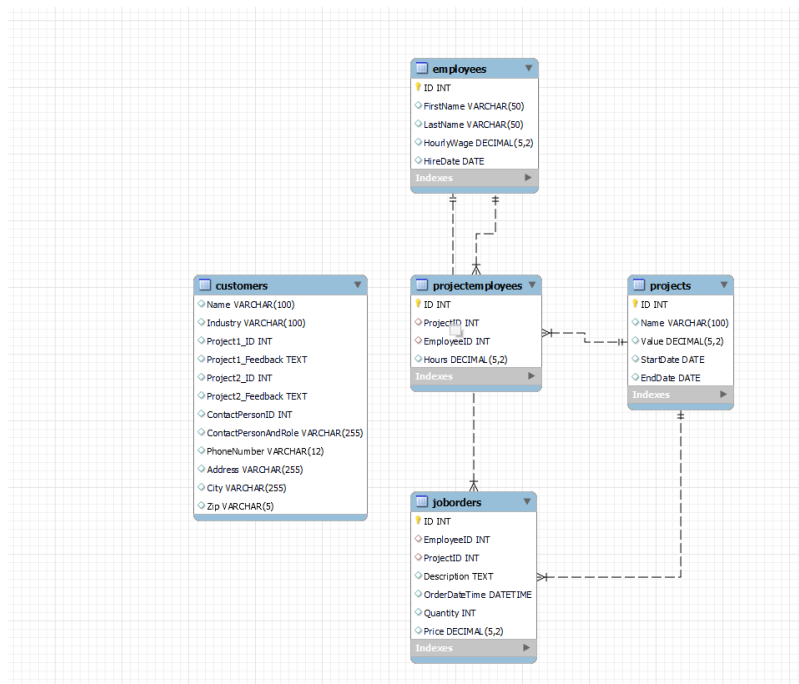 employees
ID INT
FirstName VARCHAR(50)
LastName VARCHAR(50)
HourlyWage DECIMAL(5,2)
HireDate DATE
Indexes
customers
Name VARCHAR(100)
Industry VARCHAR(100)
Project1_ID INT
Project1_Feedback TEXT
Project2_ID INT
Project2_Feedback TEXT
ContactPersonID INT
ContactPersonAndRole VARCHAR(255)
PhoneNumber VARCHAR(12)
Address VARCHAR(255)
City VARCHAR(255)
Zip VARCHAR(5)
projectemployees
ID INT
ProjectID INT
EmployeeID INT
Hours DECIMAL(5,2)
Indexes
projects
ID INT
Name VARCHAR(100)
Value DECIMAL(5,2)
StartDate DATE
EndDate DATE
Indexes
joborders
ID INT
EmployeeID INT
ProjectID INT
Description TEXT
OrderDateTime DATETIME
Quantity INT
Price DECIMAL(5,2)
Indexes